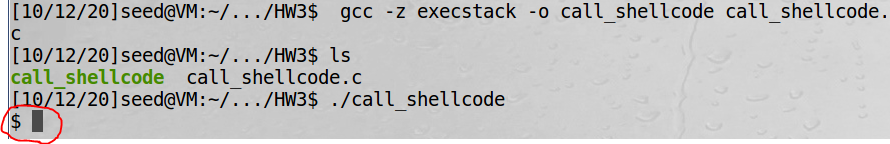 [10/12/20]seed@VM:~/.../HW3$  gcc -z execstack -o call_shellcode call_shellcode.
c
[10/12/20]seed@VM:~/.../HW3$ ls
call_shellcode  call_shellcode.c
[10/12/20]seed@VM:~/.../HW3$ ./call_shellcode
$